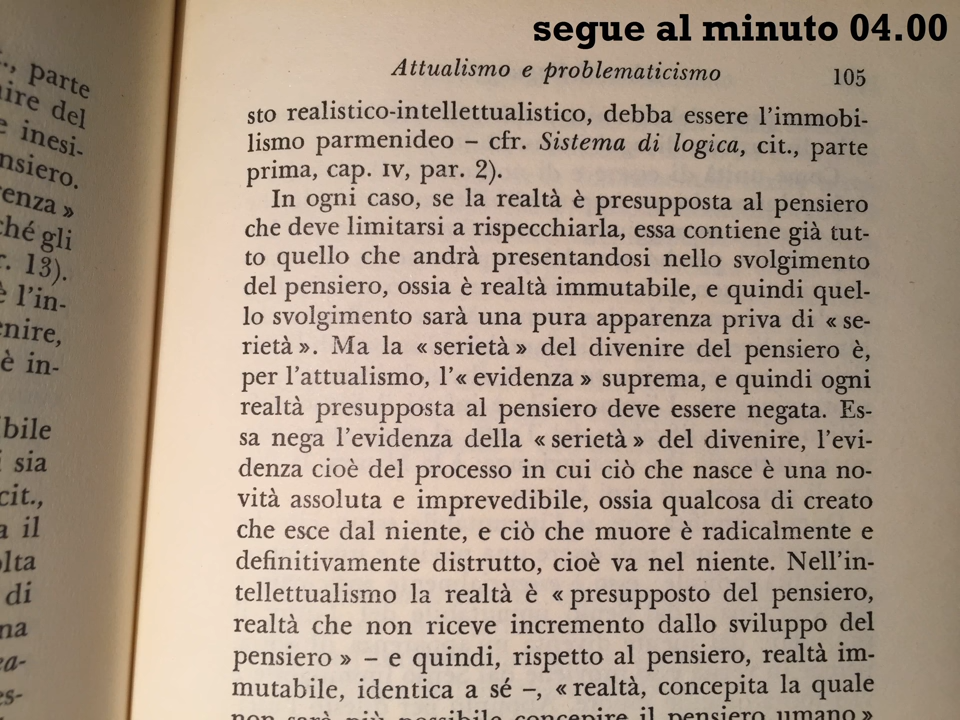 segue al minuto 04.00
Attualismo e problematicismo 105
sto realistico-intellettualistico, debba essere l'immobi-
lismo parmenideo – cfr. Sistema di logica, cit., parte
prima, cap. IV, par. 2).
In ogni caso, se la realtà è presupposta al pensiero
che deve limitarsi a rispecchiarla, essa contiene già tut-
to quello che andrà presentandosi nello svolgimento
del pensiero, ossia è realtà immutabile, e quindi quel-
lo svolgimento sarà una pura apparenza priva di « se-
rietà ». Ma la « serietà » del divenire del pensiero è,
per l'attualismo, l'« evidenza » suprema, e quindi ogni
realtà presupposta al pensiero deve essere negata. Es-
sa nega l'evidenza della « serietà » del divenire, l'evi-
denza cioè del processo in cui ciò che nasce è una no-
vità assoluta e imprevedibile, ossia qualcosa di creato
che esce dal niente, e ciò che muore è radicalmente e
definitivamente distrutto, cioè va nel niente. Nell'in-
tellettualismo la realtà è « presupposto del pensiero,
realtà che non riceve incremento dallo sviluppo del
pensiero » – e quindi, rispetto al pensiero, realtà im-
mutabile, identica a sé –, « realtà, concepita la quale
non sarà più possibile concepire il pensiero umano »